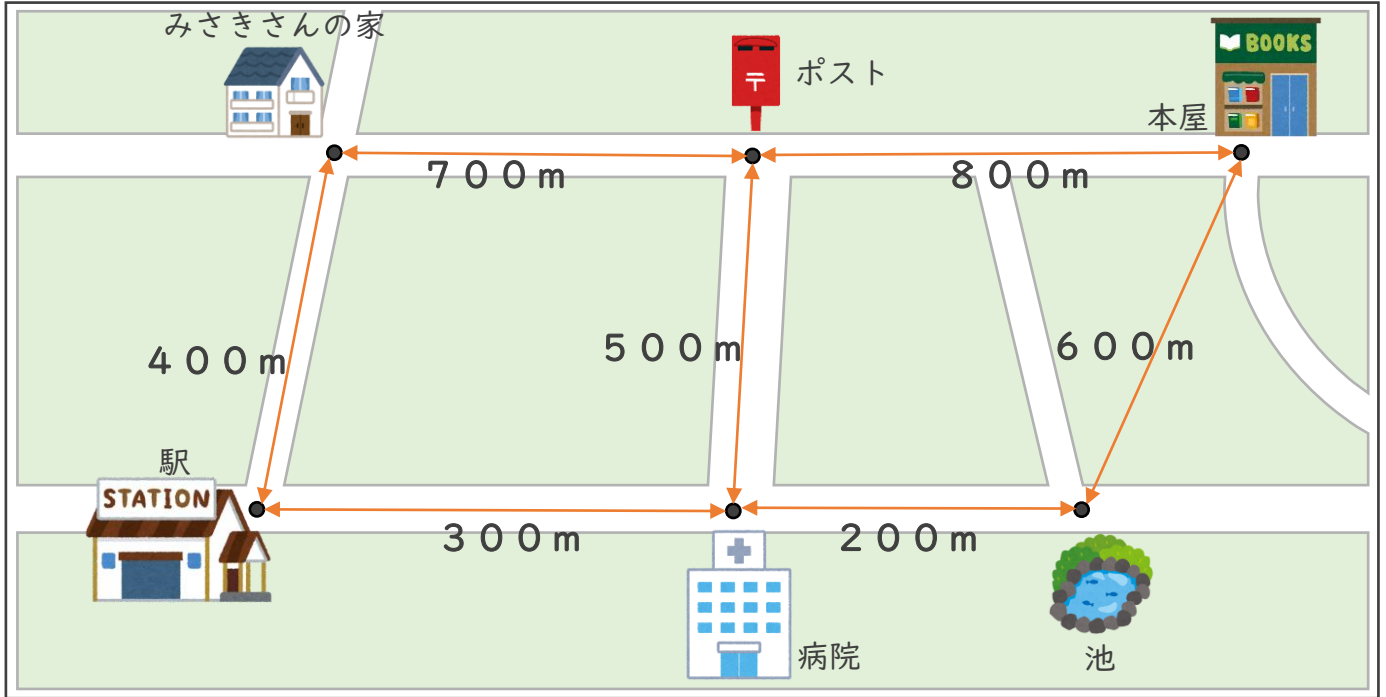 みさきさんの家
〒
ポスト
BOOKS
本屋
７００ｍ
８００ｍ
４００ｍ
５００ｍ
６００ｍ
駅
STATION
３００ｍ
２００ｍ
病院
池